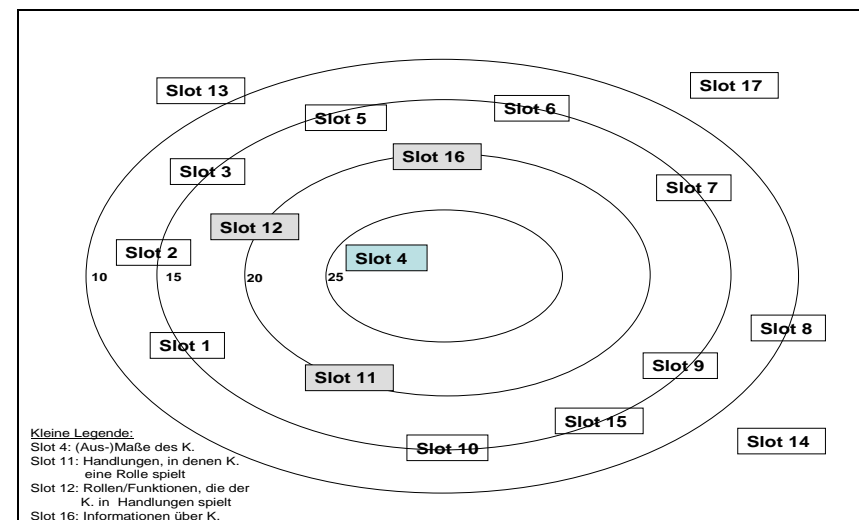 Slot 13
Slot 17
Slot 5
Slot 6
Slot 16
Slot 3
Slot 7
Slot 12
Slot 2
Slot 4
10
15
20
25
Slot 1
Slot 8
Slot 11
Slot 9
Slot 15
Slot 10
Slot 14
Kleine Legende:
Slot 4: (Aus-)Maße des K.
Slot 11: Handlungen, in denen K.
eine Rolle spielt
Slot 12: Rollen/Funktionen, die der
K. in Handlungen spielt
Slot 16: Informationen über K.